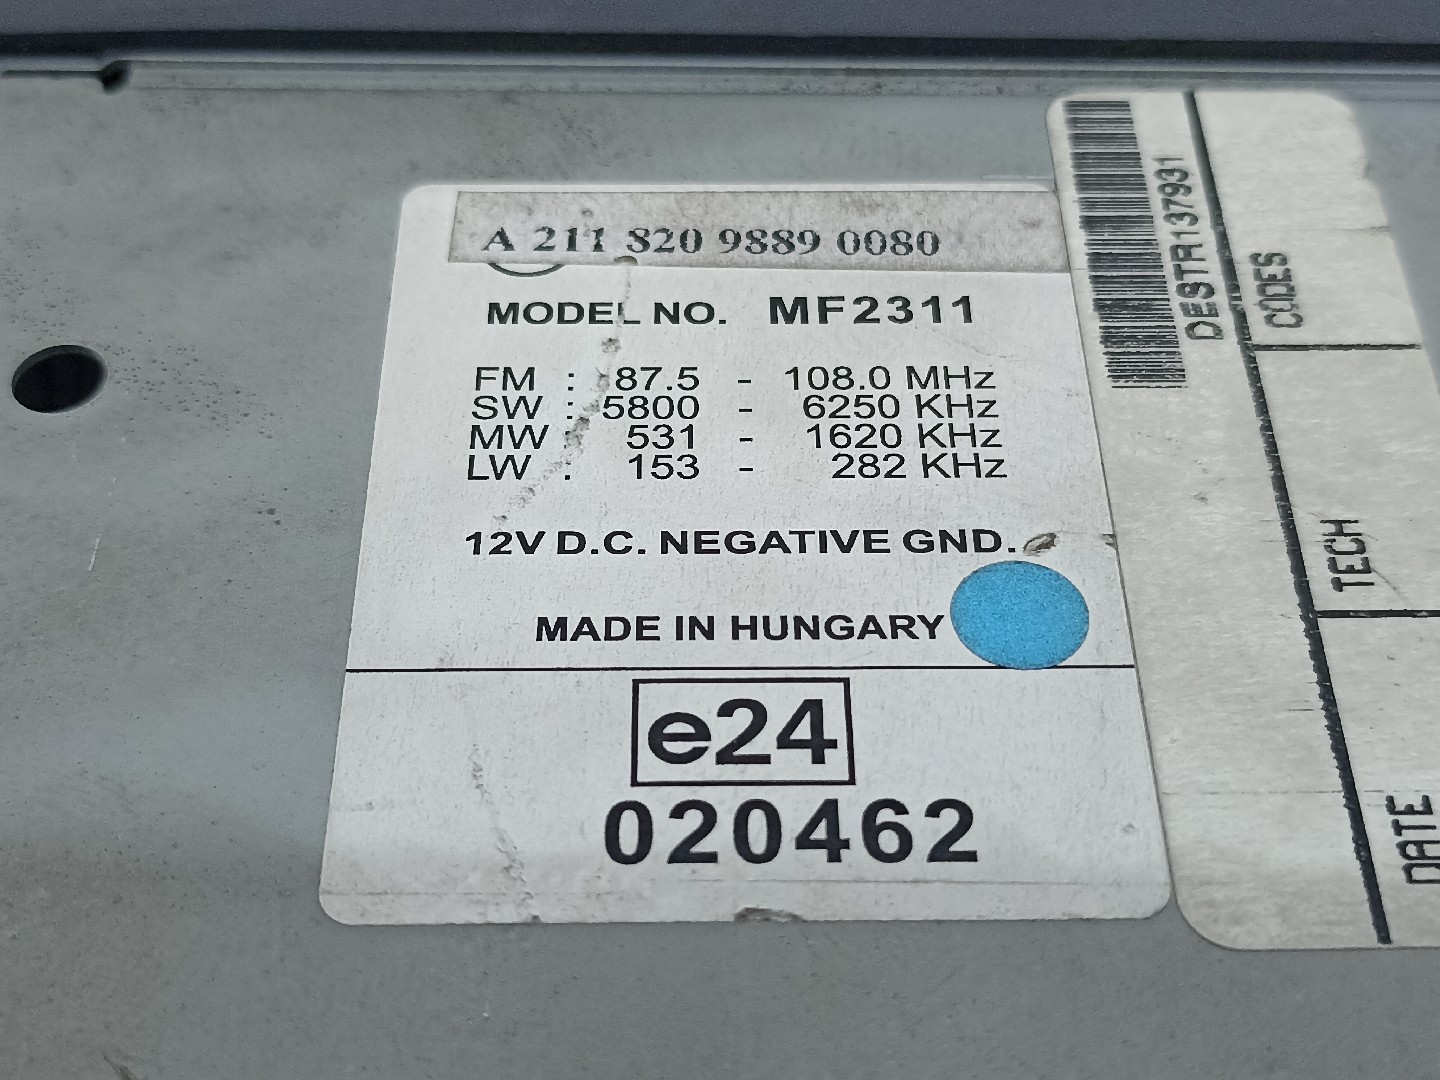 A 211 820 9889 0080
MODEL NO. MF2311
FM : 87.5 - 108.0 MHz
SW : 5800 - 6250 KHz
MW : 531 - 1620 KHz
LW : 153 - 282 KHz
12V D.C. NEGATIVE GND.
MADE IN HUNGARY
e24
020462
DESTR137931
CODES
TECH
DATE